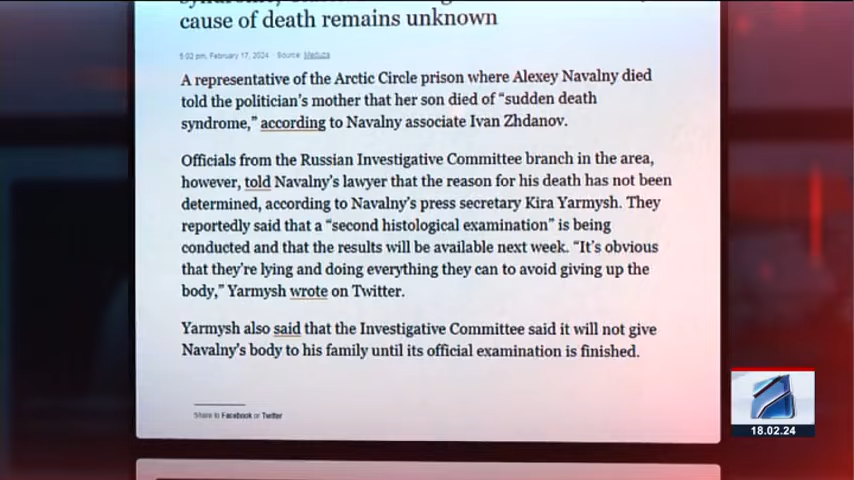 cause of death remains unknown
5:02 pm, February 17, 2024 · Source: Meduza
A representative of the Arctic Circle prison where Alexey Navalny died
told the politician's mother that her son died of “sudden death
syndrome,” according to Navalny associate Ivan Zhdanov.
Officials from the Russian Investigative Committee branch in the area,
however, told Navalny's lawyer that the reason for his death has not been
determined, according to Navalny's press secretary Kira Yarmysh. They
reportedly said that a “second histological examination” is being
conducted and that the results will be available next week. “It's obvious
that they're lying and doing everything they can to avoid giving up the
body,” Yarmysh wrote on Twitter.
Yarmysh also said that the Investigative Committee said it will not give
Navalny's body to his family until its official examination is finished.
Share to Facebook or Twitter
18.02.24